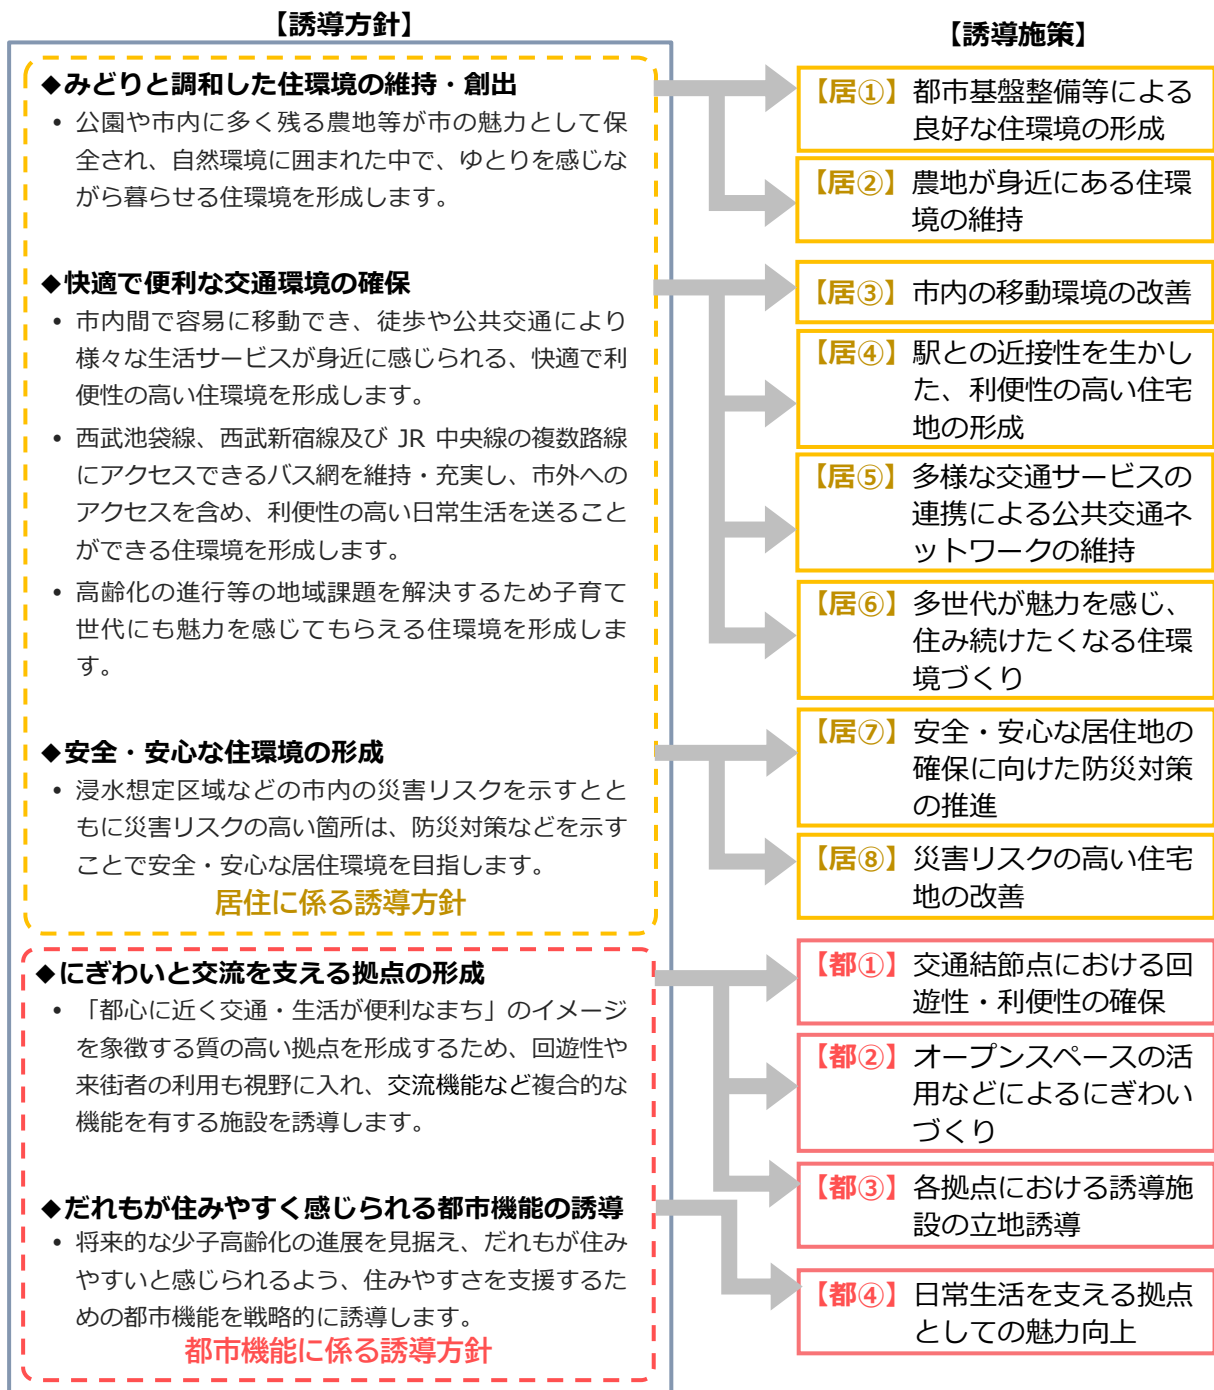 【誘導方針】
◆みどりと調和した住環境の維持・創出
• 公園や市内に多く残る農地等が市の魅力として保
全され、自然環境に囲まれた中で、ゆとりを感じな
がら暮らせる住環境を形成します。
◆快適で便利な交通環境の確保
• 市内間で容易に移動でき、徒歩や公共交通により
様々な生活サービスが身近に感じられる、快適で利
便性の高い住環境を形成します。
• 西武池袋線、西武新宿線及び JR 中央線の複数路線
にアクセスできるバス網を維持・充実し、市外への
アクセスを含め、利便性の高い日常生活を送ること
ができる住環境を形成します。
• 高齢化の進行等の地域課題を解決するため子育て
世代にも魅力を感じてもらえる住環境を形成しま
す。
◆安全・安心な住環境の形成
• 浸水想定区域などの市内の災害リスクを示すとと
もに災害リスクの高い箇所は、防災対策などを示す
ことで安全・安心な居住環境を目指します。
居住に係る誘導方針
◆にぎわいと交流を支える拠点の形成
• 「都心に近く交通・生活が便利なまち」のイメージ
を象徴する質の高い拠点を形成するため、回遊性や
来街者の利用も視野に入れ、交流機能など複合的な
機能を有する施設を誘導します。
◆だれもが住みやすく感じられる都市機能の誘導
• 将来的な少子高齢化の進展を見据え、だれもが住み
やすいと感じられるよう、住みやすさを支援するた
めの都市機能を戦略的に誘導します。
都市機能に係る誘導方針
【誘導施策】
【居①】都市基盤整備等による
良好な住環境の形成
【居②】農地が身近にある住環
境の維持
【居③】市内の移動環境の改善
【居④】駅との近接性を生かし
た、利便性の高い住宅
地の形成
【居⑤】多様な交通サービスの
連携による公共交通ネ
ットワークの維持
【居⑥】多世代が魅力を感じ、
住み続けたくなる住環
境づくり
【居⑦】安全・安心な居住地の
確保に向けた防災対策
の推進
【居⑧】災害リスクの高い住宅
地の改善
【都①】交通結節点における回
遊性・利便性の確保
【都②】オープンスペースの活
用などによるにぎわい
づくり
【都③】各拠点における誘導施
設の立地誘導
【都④】日常生活を支える拠点
としての魅力向上